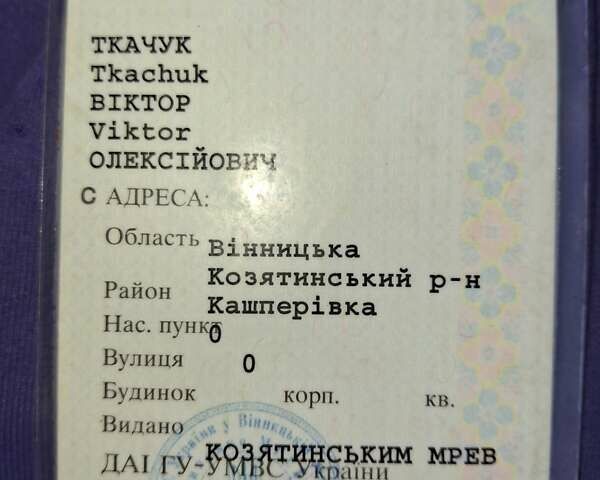 ТКАЧУК
Tkachuk
ВІКТОР
Viktor
ОЛЕКСІЙОВИЧ
С АДРЕСА:
Область Вінницька
Район Козятинський р-н
Нас. пункт Кашперівка
0
Вулиця 0
Будинок корп. кв.
Видано
КОЗЯТИНСЬКИМ МРЕВ
ДАІ ГУ-УМВС України